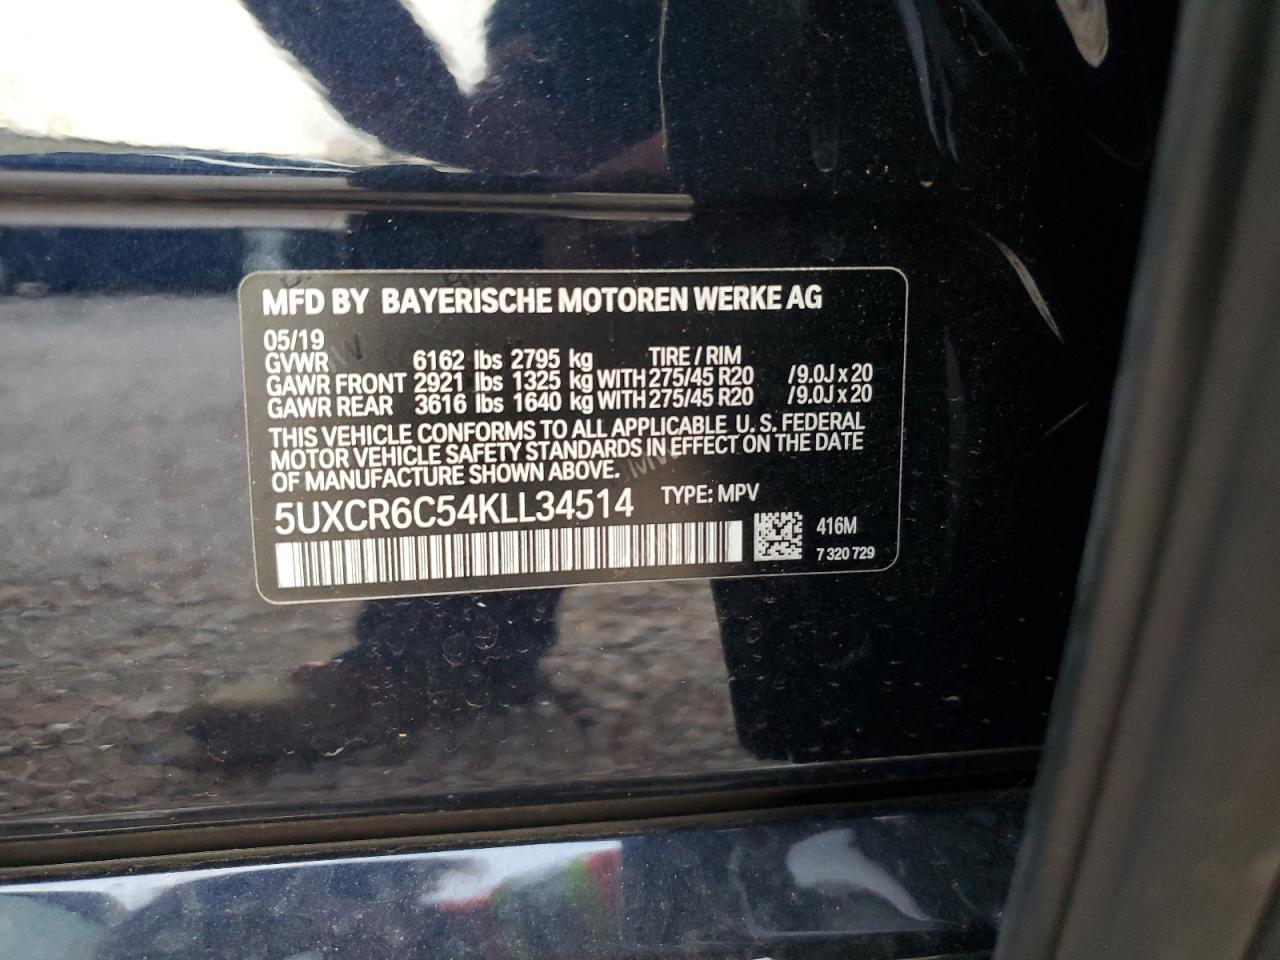 MFD BY BAYERISCHE MOTOREN WERKE AG
05/19
GVWR 6162 lbs 2795 kg TIRE / RIM
GAWR FRONT 2921 lbs 1325 kg WITH 275/45 R20 /9.0J x 20
GAWR REAR 3616 lbs 1640 kg WITH 275/45 R20 /9.0J x 20
THIS VEHICLE CONFORMS TO ALL APPLICABLE U. S. FEDERAL
MOTOR VEHICLE SAFETY STANDARDS IN EFFECT ON THE DATE
OF MANUFACTURE SHOWN ABOVE.
5UXCR6C54KLL34514 TYPE: MPV
416M
7 320 729